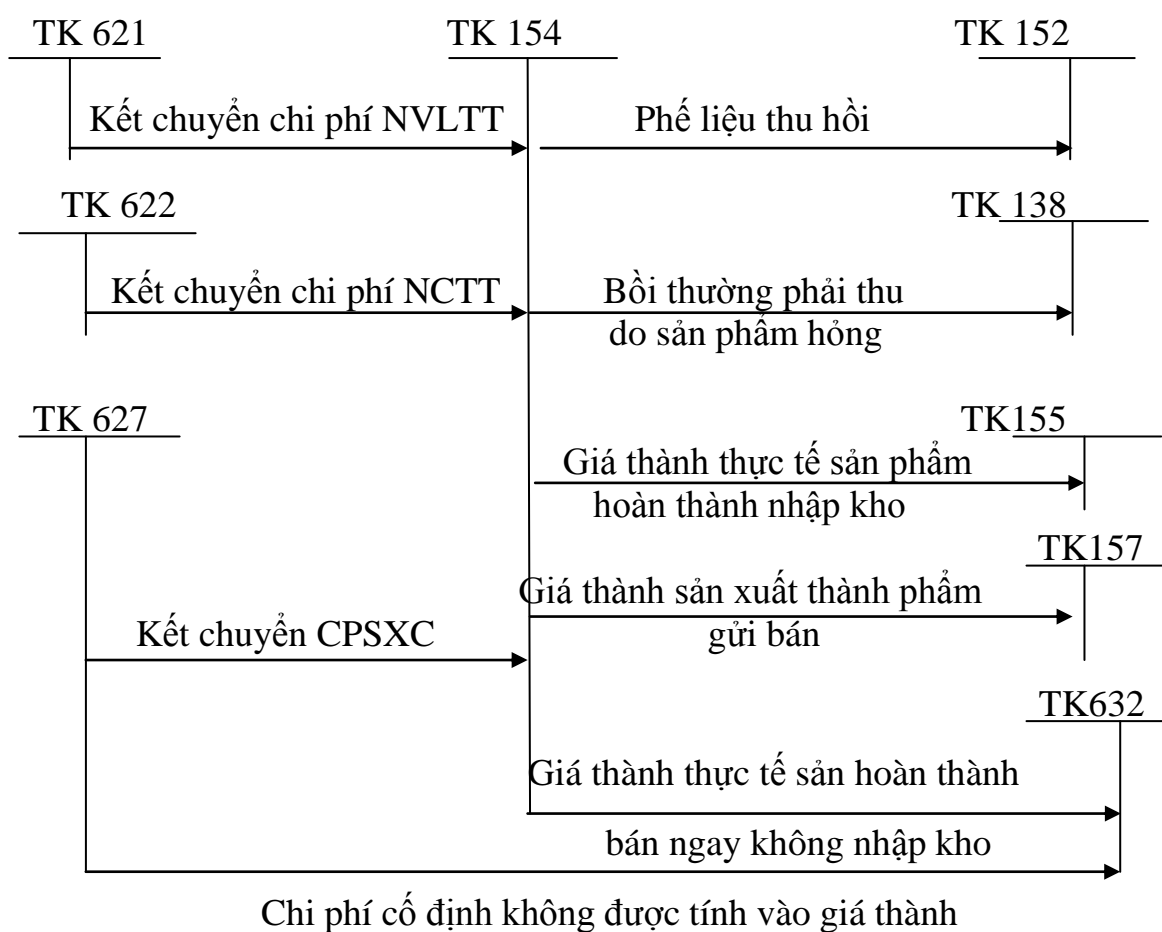 TK 621
TK 154
TK 152
Kết chuyển chi phí NVLTT
Phế liệu thu hồi
TK 622
TK 138
Kết chuyển chi phí NCTT
Bồi thường phải thu
do sản phẩm hỏng
TK 627
TK155
Giá thành thực tế sản phẩm
hoàn thành nhập kho
TK157
Giá thành sản xuất thành phẩm
gửi bán
Kết chuyển CPSXC
TK632
Giá thành thực tế sản hoàn thành
bán ngay không nhập kho
Chi phí cố định không được tính vào giá thành